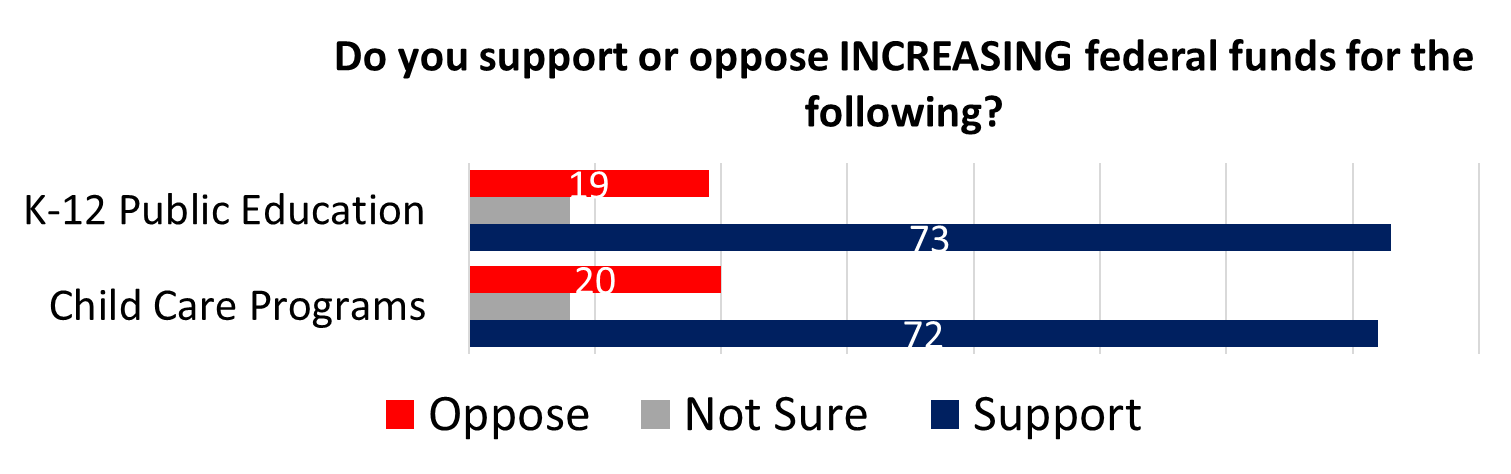 Do you support or oppose INCREASING federal funds for the
following?
K-12 Public Education
19
73
Child Care Programs
20
72
Oppose
Not Sure
Support